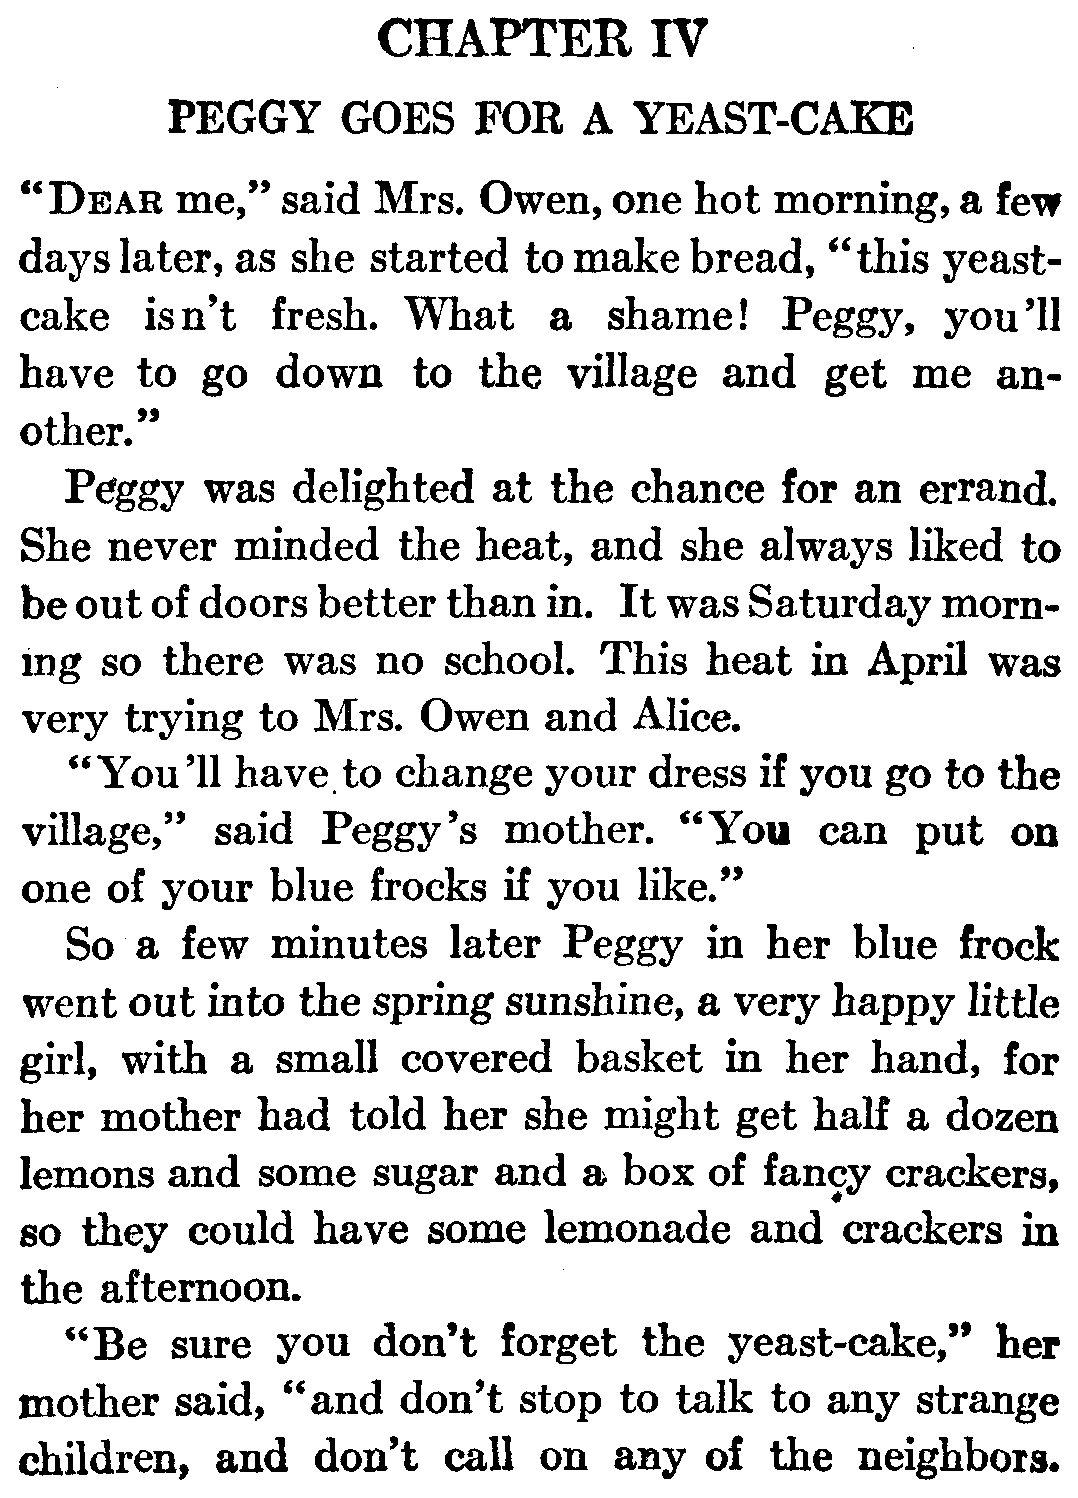 CHAPTER IV
PEGGY GOES FOR A YEAST-CAKE
“DEAR me,” said Mrs. Owen, one hot morning, a few
days later, as she started to make bread, “this yeast-
cake isn’t fresh. What a shame! Peggy, you’ll
have to go down to the village and get me an-
other.”
Peggy was delighted at the chance for an errand.
She never minded the heat, and she always liked to
be out of doors better than in. It was Saturday morn-
ing so there was no school. This heat in April was
very trying to Mrs. Owen and Alice.
“You’ll have to change your dress if you go to the
village,” said Peggy’s mother. “You can put on
one of your blue frocks if you like.”
So a few minutes later Peggy in her blue frock
went out into the spring sunshine, a very happy little
girl, with a small covered basket in her hand, for
her mother had told her she might get half a dozen
lemons and some sugar and a box of fancy crackers,
so they could have some lemonade and crackers in
the afternoon.
“Be sure you don’t forget the yeast-cake,” her
mother said, “and don’t stop to talk to any strange
children, and don’t call on any of the neighbors.